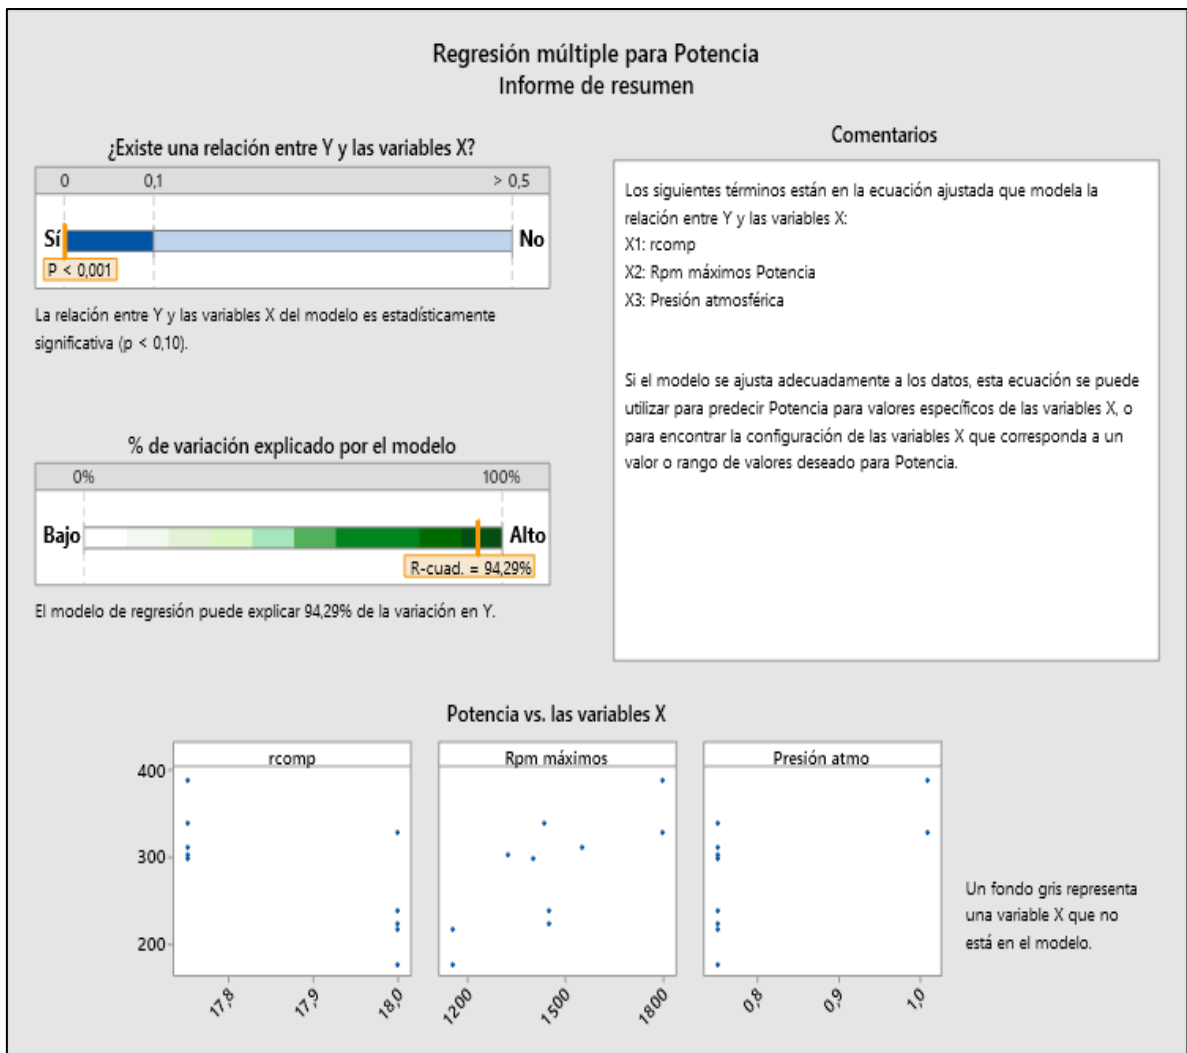 Regresión múltiple para Potencia
Informe de resumen
¿Existe una relación entre Y y las variables X?
0 0,1 > 0,5
Sí No
P < 0,001
La relación entre Y y las variables X del modelo es estadísticamente
significativa (p < 0,10).
% de variación explicado por el modelo
0% 100%
Bajo Alto
R-cuad. = 94,29%
El modelo de regresión puede explicar 94,29% de la variación en Y.
Comentarios
Los siguientes términos están en la ecuación ajustada que modela la
relación entre Y y las variables X:
X1: rcomp
X2: Rpm máximos Potencia
X3: Presión atmosférica
Si el modelo se ajusta adecuadamente a los datos, esta ecuación se puede
utilizar para predecir Potencia para valores específicos de las variables X, o
para encontrar la configuración de las variables X que corresponda a un
valor o rango de valores deseado para Potencia.
Potencia vs. las variables X
rcomp Rpm máximos Presión atmo
400
300
200
17,8 17,9 18,0 1200 1500 1800 0,8 0,9 1,0
Un fondo gris representa
una variable X que no
está en el modelo.